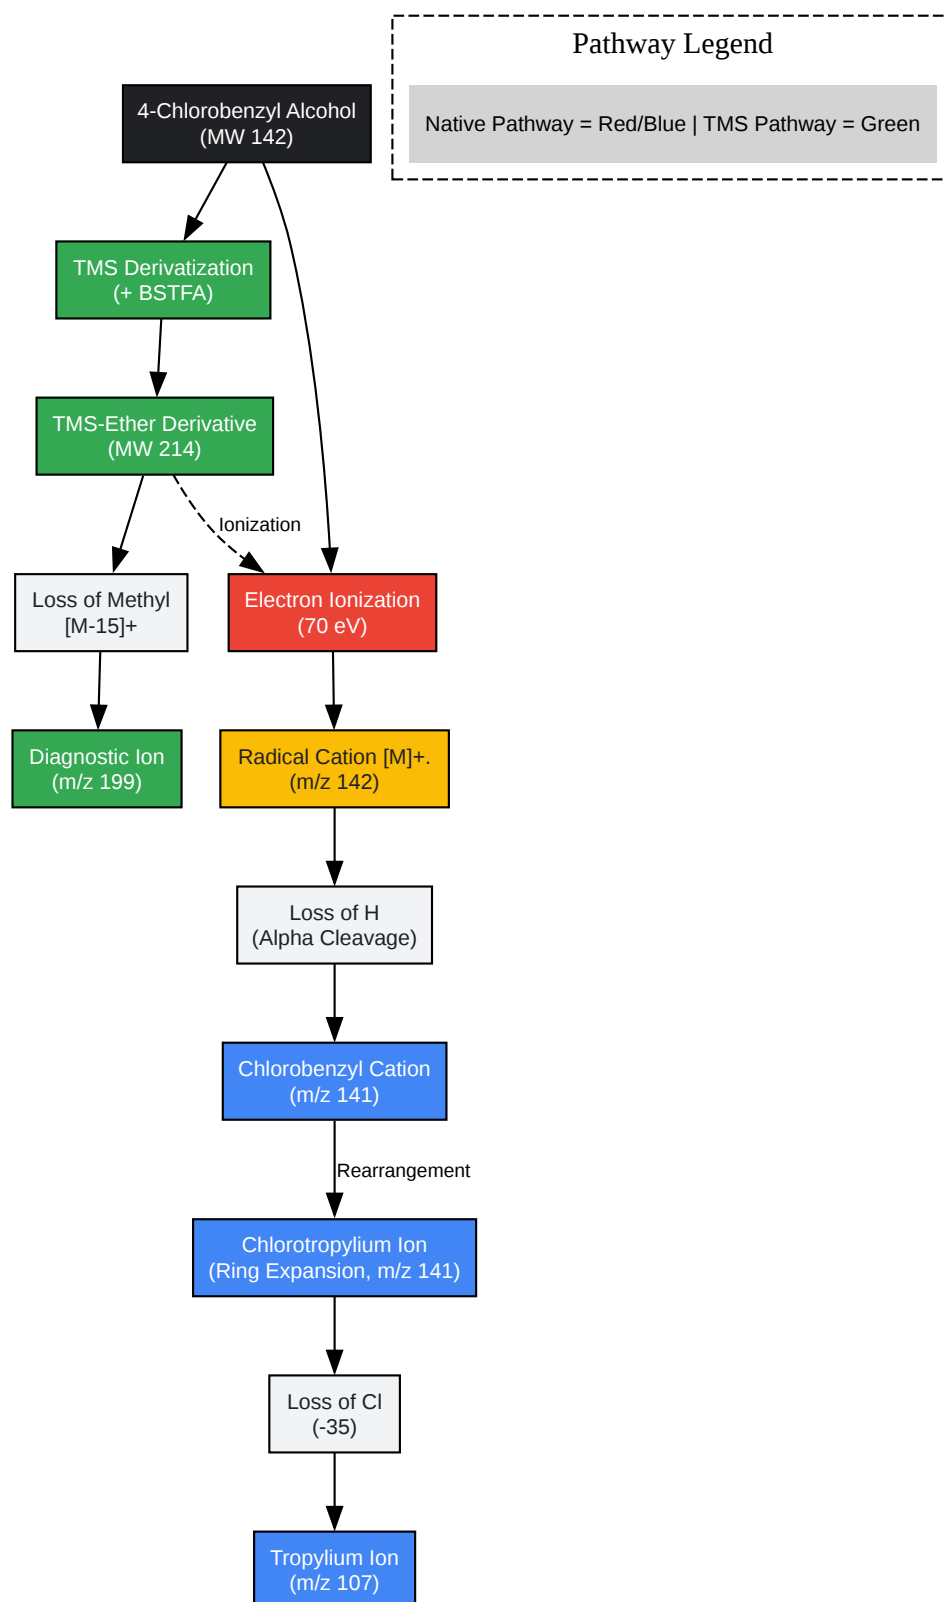 Pathway Legend
Native Pathway = Red/Blue | TMS Pathway = Green
4-Chlorobenzyl Alcohol
(MW 142)
TMS Derivatization
(+ BSTFA)
TMS-Ether Derivative
(MW 214)
Ionization
Loss of Methyl
[M-15]+
Electron Ionization
(70 eV)
Diagnostic Ion
(m/z 199)
Radical Cation [M]+.
(m/z 142)
Loss of H
(Alpha Cleavage)
Chlorobenzyl Cation
(m/z 141)
Rearrangement
Chlorotropylium Ion
(Ring Expansion, m/z 141)
Loss of Cl
(-35)
Tropylium Ion
(m/z 107)